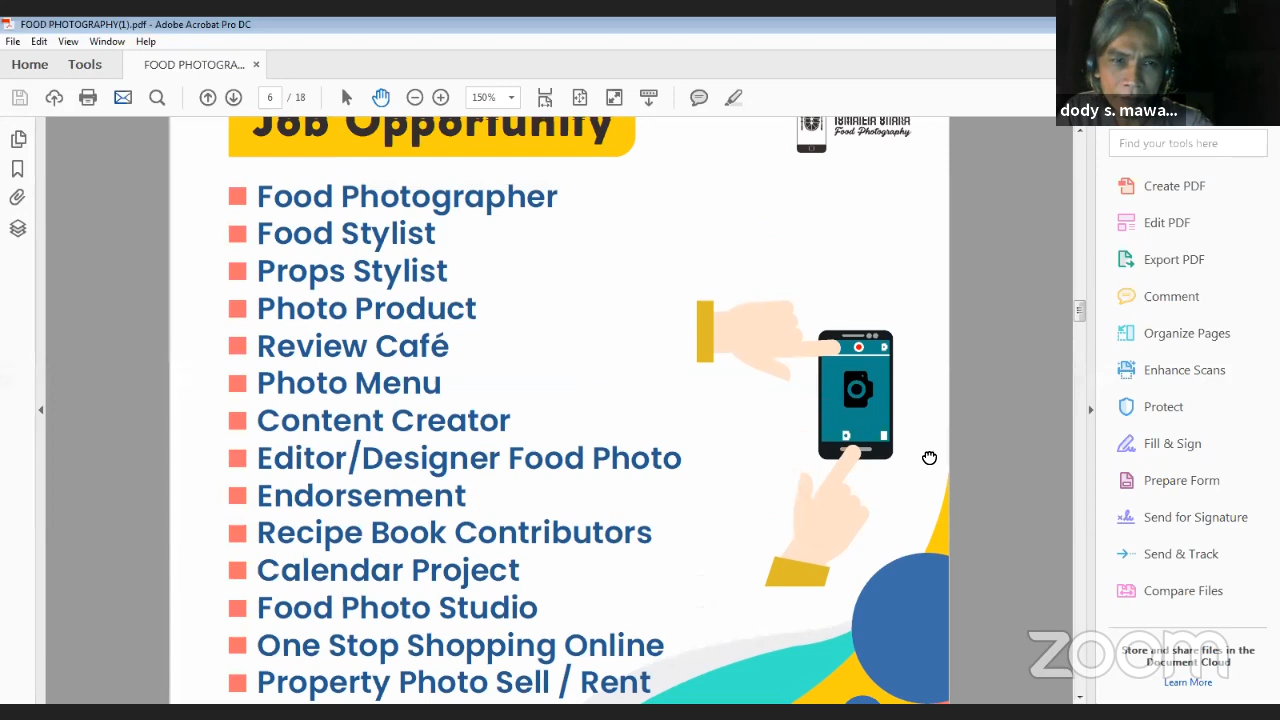 FOOD PHOTOGRAPHY(1).pdf - Adobe Acrobat Pro DC
File Edit View Window Help
Home Tools FOOD PHOTOGRA... ×
6 / 18 150%
dody s. mawa...
Job Opportunity
Food Photography
Food Photographer
Food Stylist
Props Stylist
Photo Product
Review Café
Photo Menu
Content Creator
Editor/Designer Food Photo
Endorsement
Recipe Book Contributors
Calendar Project
Food Photo Studio
One Stop Shopping Online
Property Photo Sell / Rent
Find your tools here
Create PDF
Edit PDF
Export PDF
Comment
Organize Pages
Enhance Scans
Protect
Fill & Sign
Prepare Form
Send for Signature
Send & Track
Compare Files
Store and share files in the
Document Cloud
Learn More
zoom